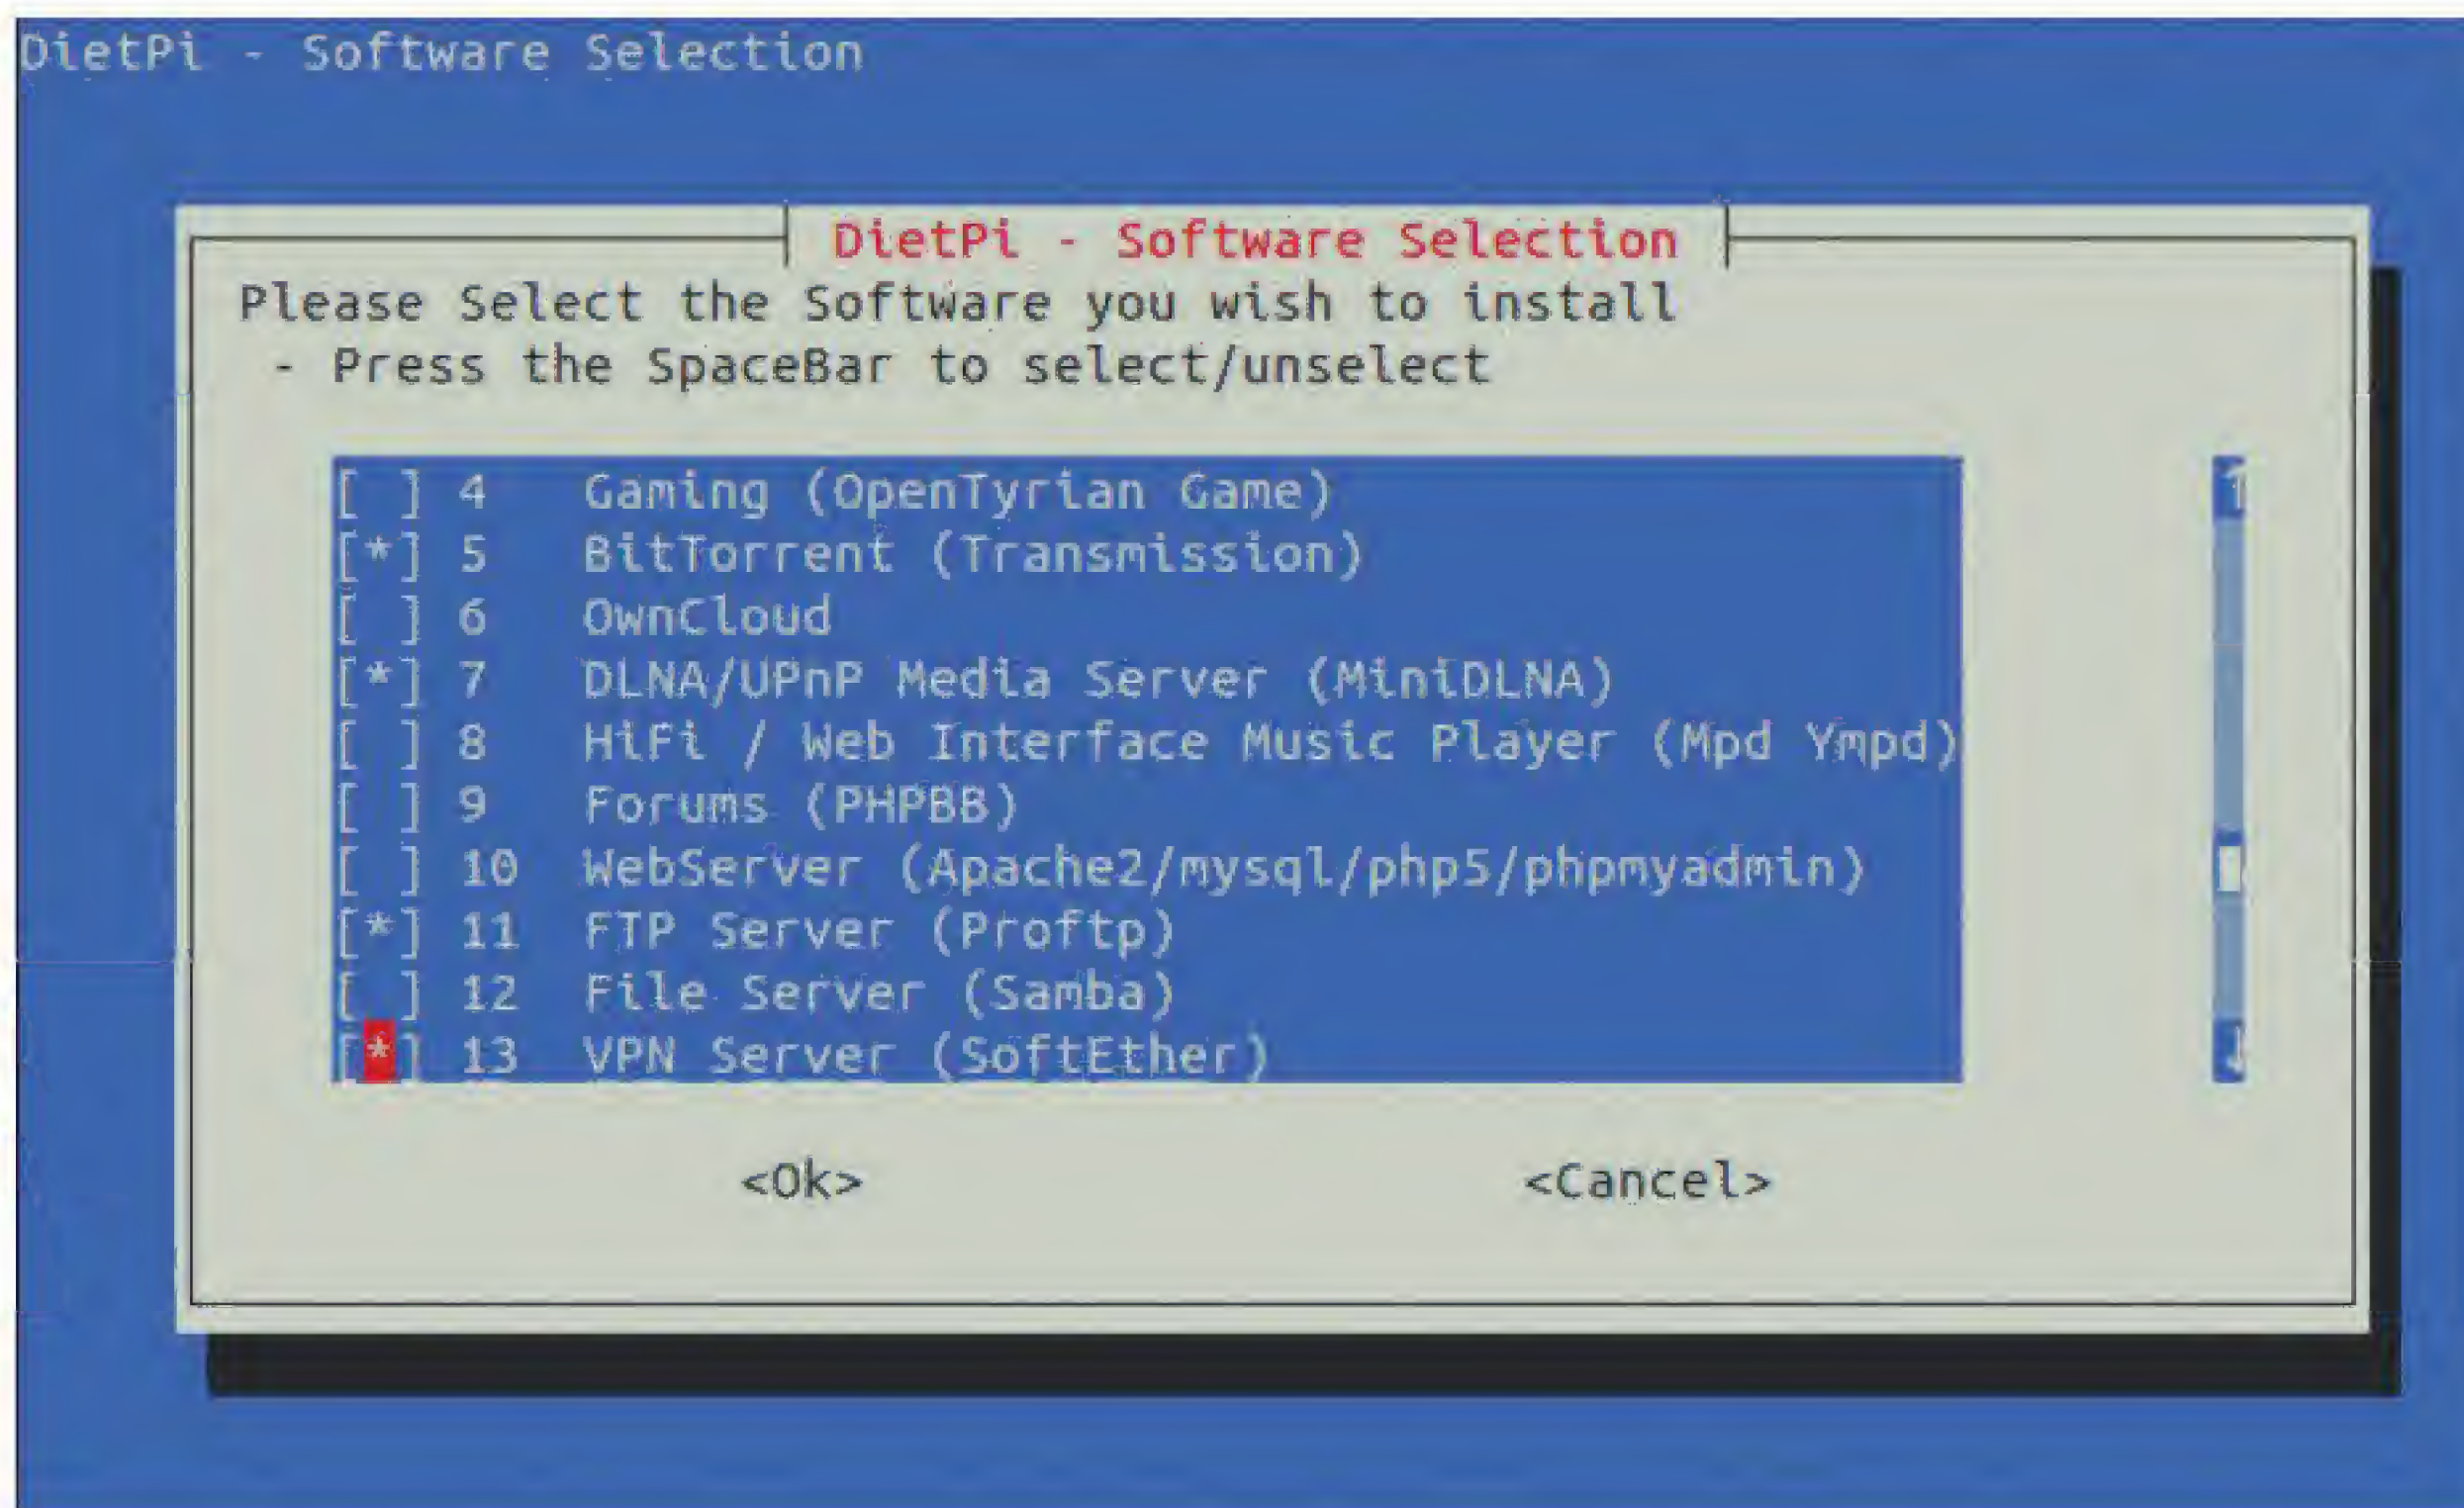 DietPi - Software Selection
DietPi - Software Selection
Please Select the Software you wish to install
- Press the SpaceBar to select/unselect
[ ] 4 Gaming (OpenTyrian Game)
[*] 5 BitTorrent (Transmission)
[ ] 6 OwnCloud
[*] 7 DLNA/UPnP Media Server (MiniDLNA)
[ ] 8 HiFi / Web Interface Music Player (Mpd Ympd)
[ ] 9 Forums (PHPBB)
[ ] 10 WebServer (Apache2/mysql/php5/phpmyadmin)
[*] 11 FTP Server (Proftp)
[ ] 12 File Server (Samba)
[*] 13 VPN Server (SoftEther)
<Ok> <Cancel>